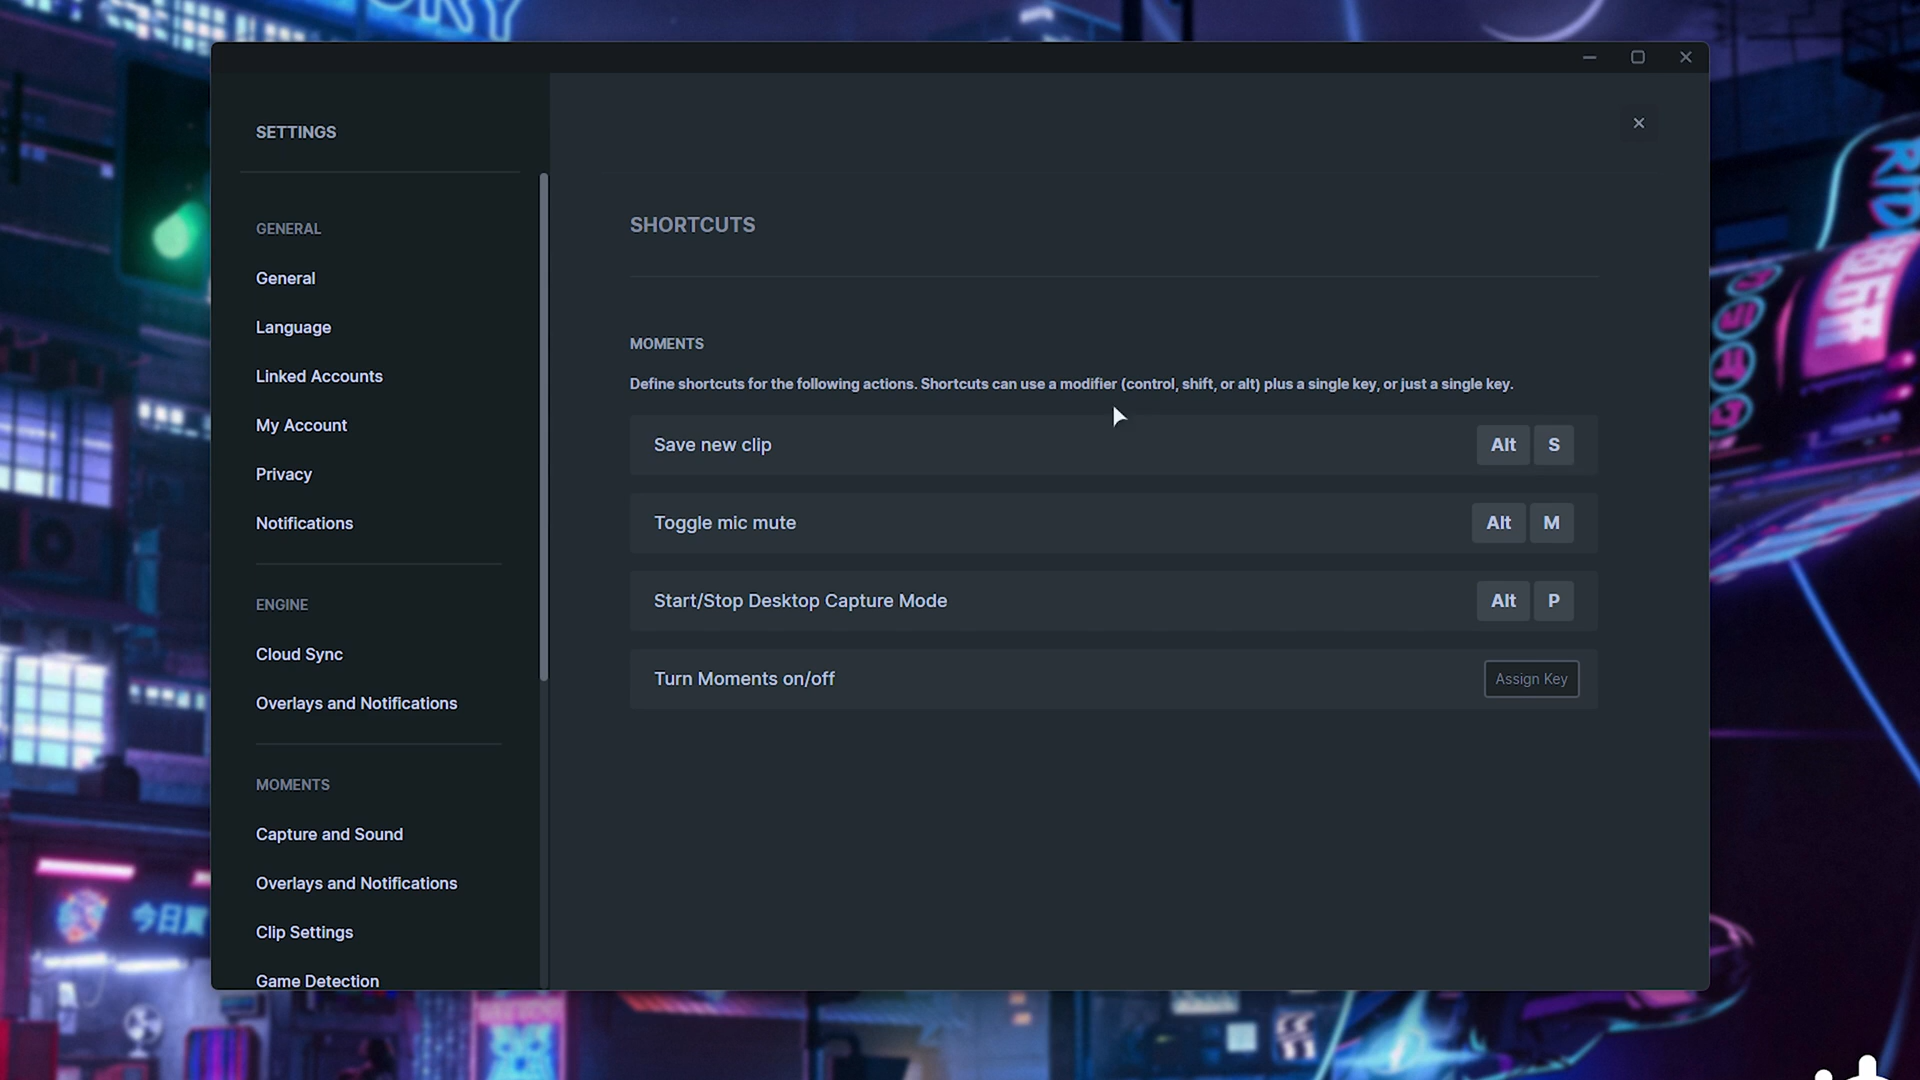 SETTINGS
GENERAL
General
Language
Linked Accounts
My Account
Privacy
Notifications
ENGINE
Cloud Sync
Overlays and Notifications
MOMENTS
Capture and Sound
Overlays and Notifications
Clip Settings
Game Detection
SHORTCUTS
MOMENTS
Define shortcuts for the following actions. Shortcuts can use a modifier (control, shift, or alt) plus a single key, or just a single key.
Save new clip Alt S
Toggle mic mute Alt M
Start/Stop Desktop Capture Mode Alt P
Turn Moments on/off Assign Key
今日